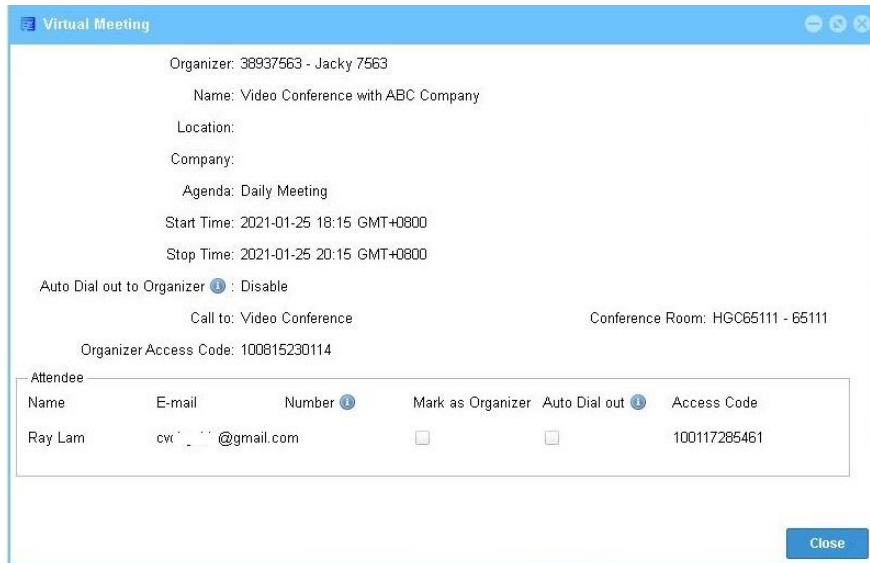 Virtual Meeting
Organizer: 38937563 - Jacky 7563
Name: Video Conference with ABC Company
Location:
Company:
Agenda: Daily Meeting
Start Time: 2021-01-25 18:15 GMT+0800
Stop Time: 2021-01-25 20:15 GMT+0800
Auto Dial out to Organizer : Disable
Call to: Video Conference Conference Room: HGC65111 - 65111
Organizer Access Code: 100815230114
Attendee
Name E-mail Number Mark as Organizer Auto Dial out Access Code
Ray Lam @gmail.com 100117285461
Close